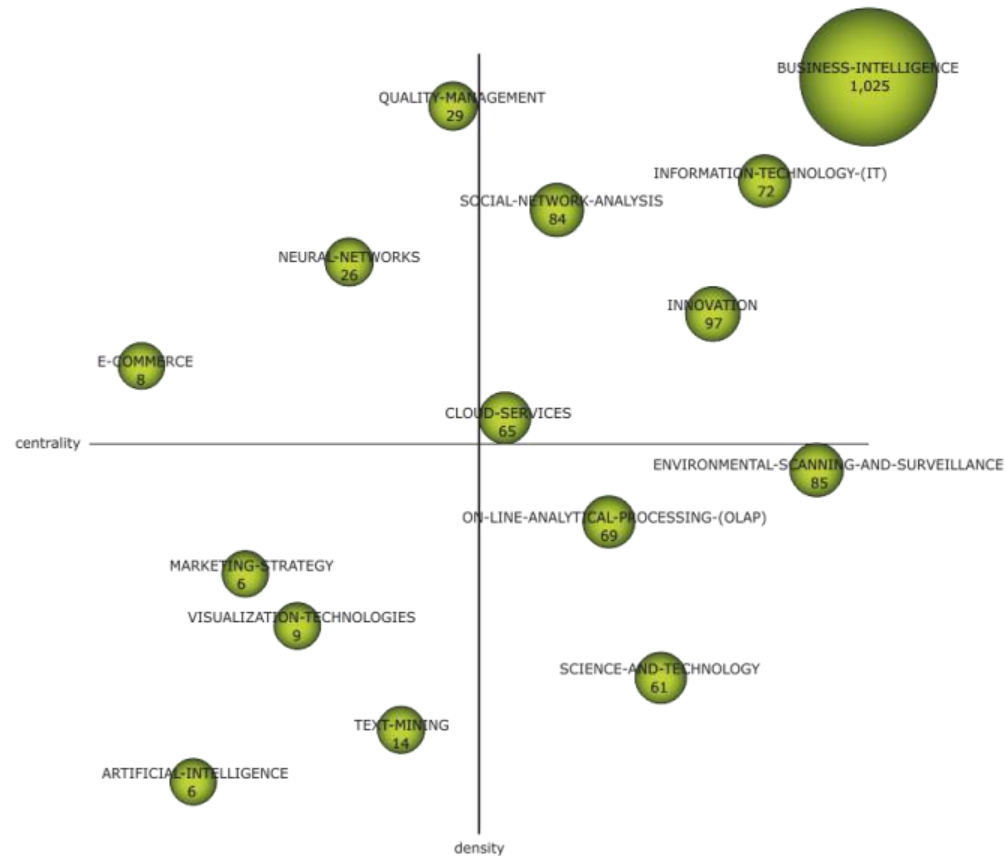 BUSINESS-INTELLIGENCE
1,025
QUALITY-MANAGEMENT
29
INFORMATION-TECHNOLOGY-(IT)
72
SOCIAL-NETWORK-ANALYSIS
84
NEURAL-NETWORKS
26
INNOVATION
97
E-COMMERCE
8
CLOUD-SERVICES
65
centrality
ENVIRONMENTAL-SCANNING-AND-SURVEILLANCE
85
ON-LINE-ANALYTICAL-PROCESSING-(OLAP)
69
MARKETING-STRATEGY
6
VISUALIZATION-TECHNOLOGIES
9
SCIENCE-AND-TECHNOLOGY
61
TEXT-MINING
14
ARTIFICIAL-INTELLIGENCE
6
density